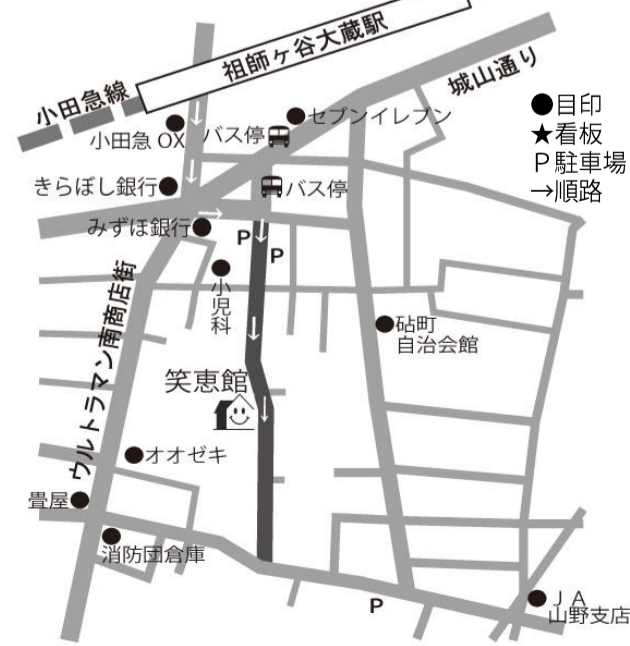 祖師ヶ谷大蔵駅
小田急線
城山通り
●目印
★看板
P駐車場
→順路
セブンイレブン
バス停
小田急 OX
きらぼし銀行
バス停
みずほ銀行
P
P
小児科
ウルトラマン南商店街
砧町
自治会館
笑恵館
オオゼキ
畳屋
消防団倉庫
P
ＪＡ
山野支店